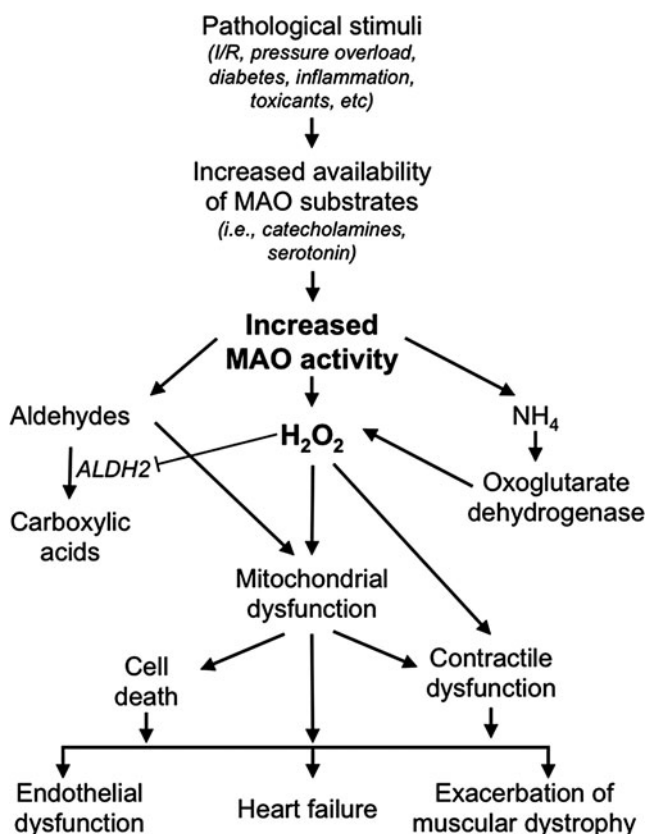 Pathological stimuli
(I/R, pressure overload,
diabetes, inflammation,
toxicants, etc)
Increased availability
of MAO substrates
(i.e., catecholamines,
serotonin)
Increased
MAO activity
Aldehydes
H₂O₂
NH₄
ALDH2
Carboxylic
acids
Oxoglutarate
dehydrogenase
Mitochondrial
dysfunction
Cell
death
Contractile
dysfunction
Endothelial
dysfunction
Heart failure
Exacerbation of
muscular dystrophy